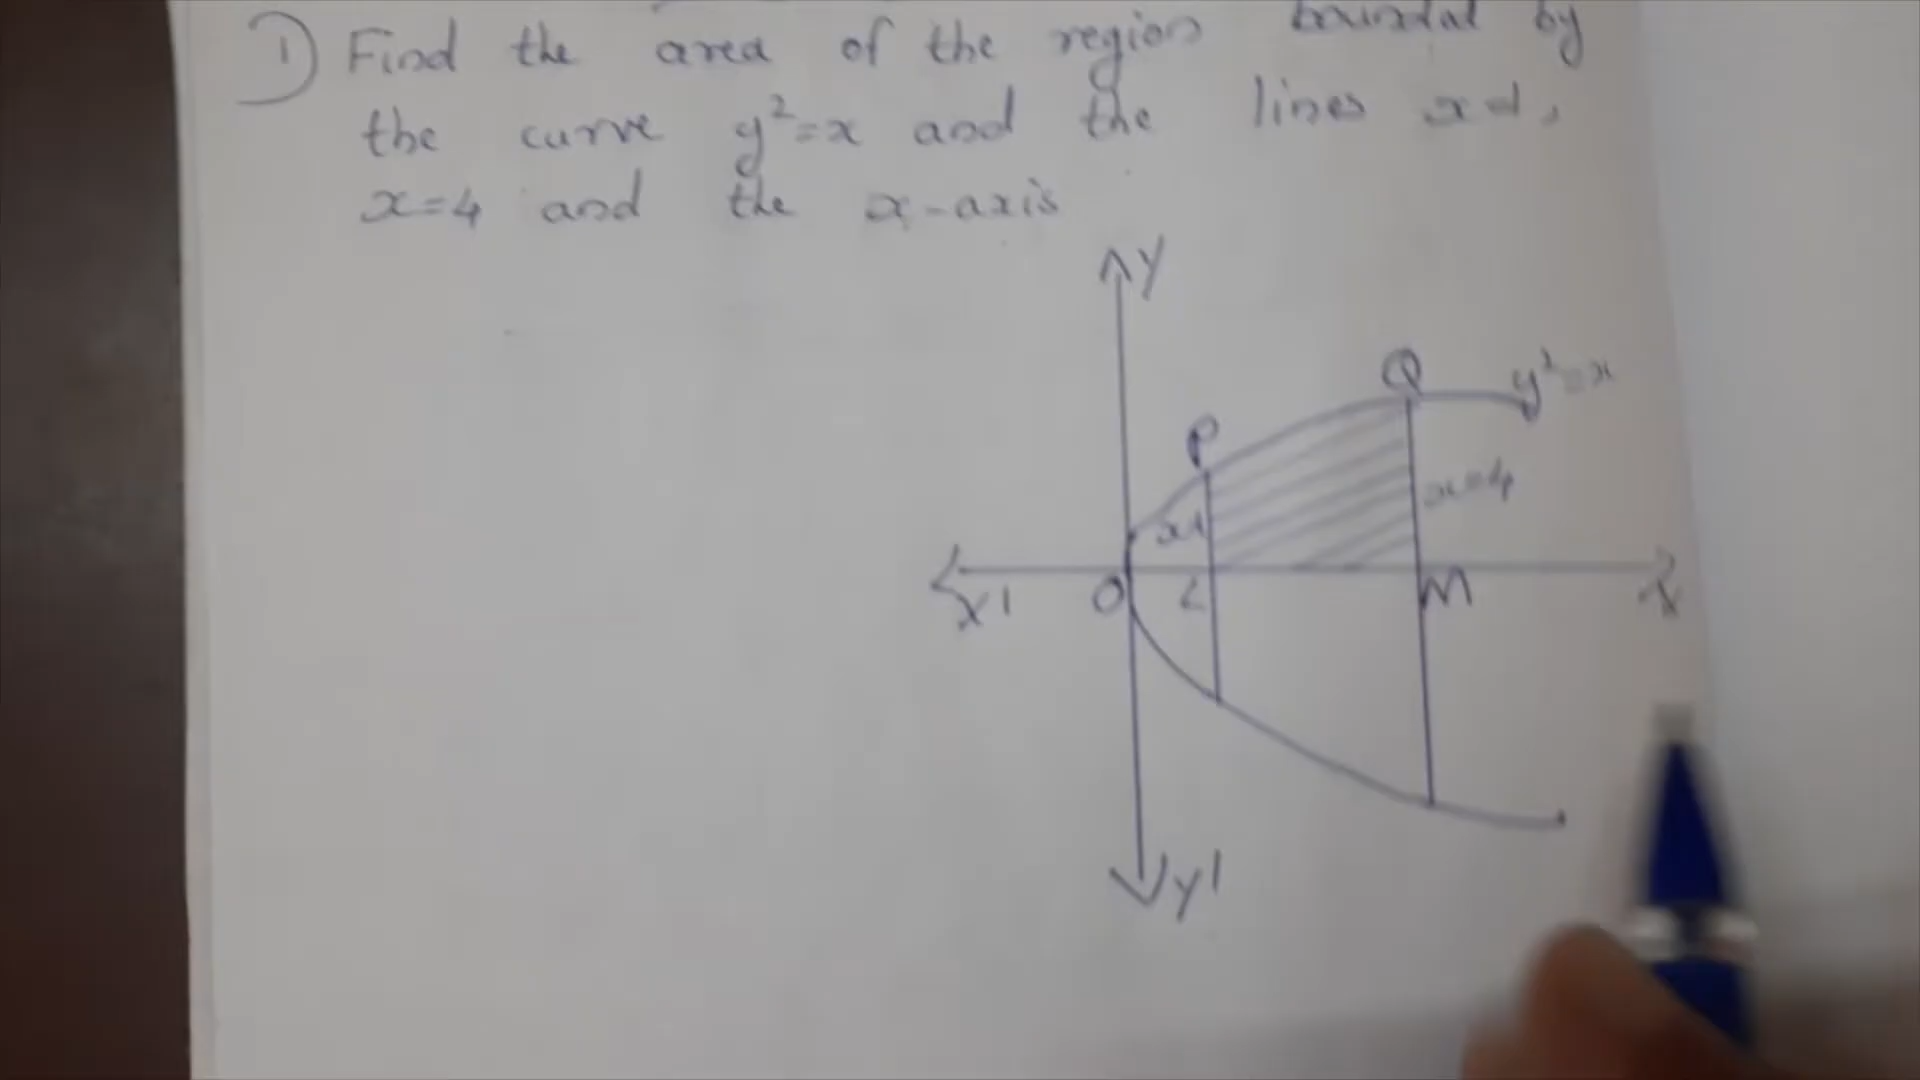 1) Find the area of the region bounded by
the curve y²=x and the lines x=1,
x=4 and the x-axis
Y
Q
y²=x
P
x=4
x=1
X'
O
L
M
X
Y'